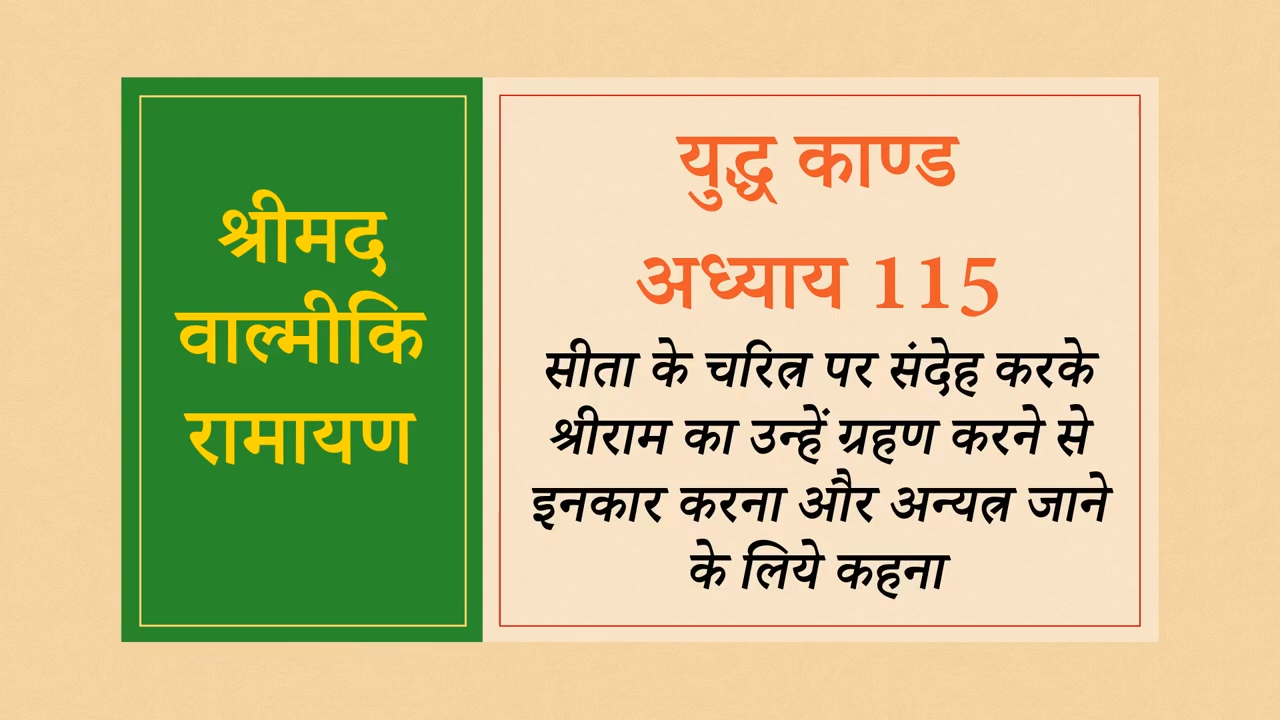 श्रीमद
वाल्मीकि
रामायण
युद्ध काण्ड
अध्याय 115
सीता के चरित्र पर संदेह करके
श्रीराम का उन्हें ग्रहण करने से
इनकार करना और अन्यत्र जाने
के लिये कहना